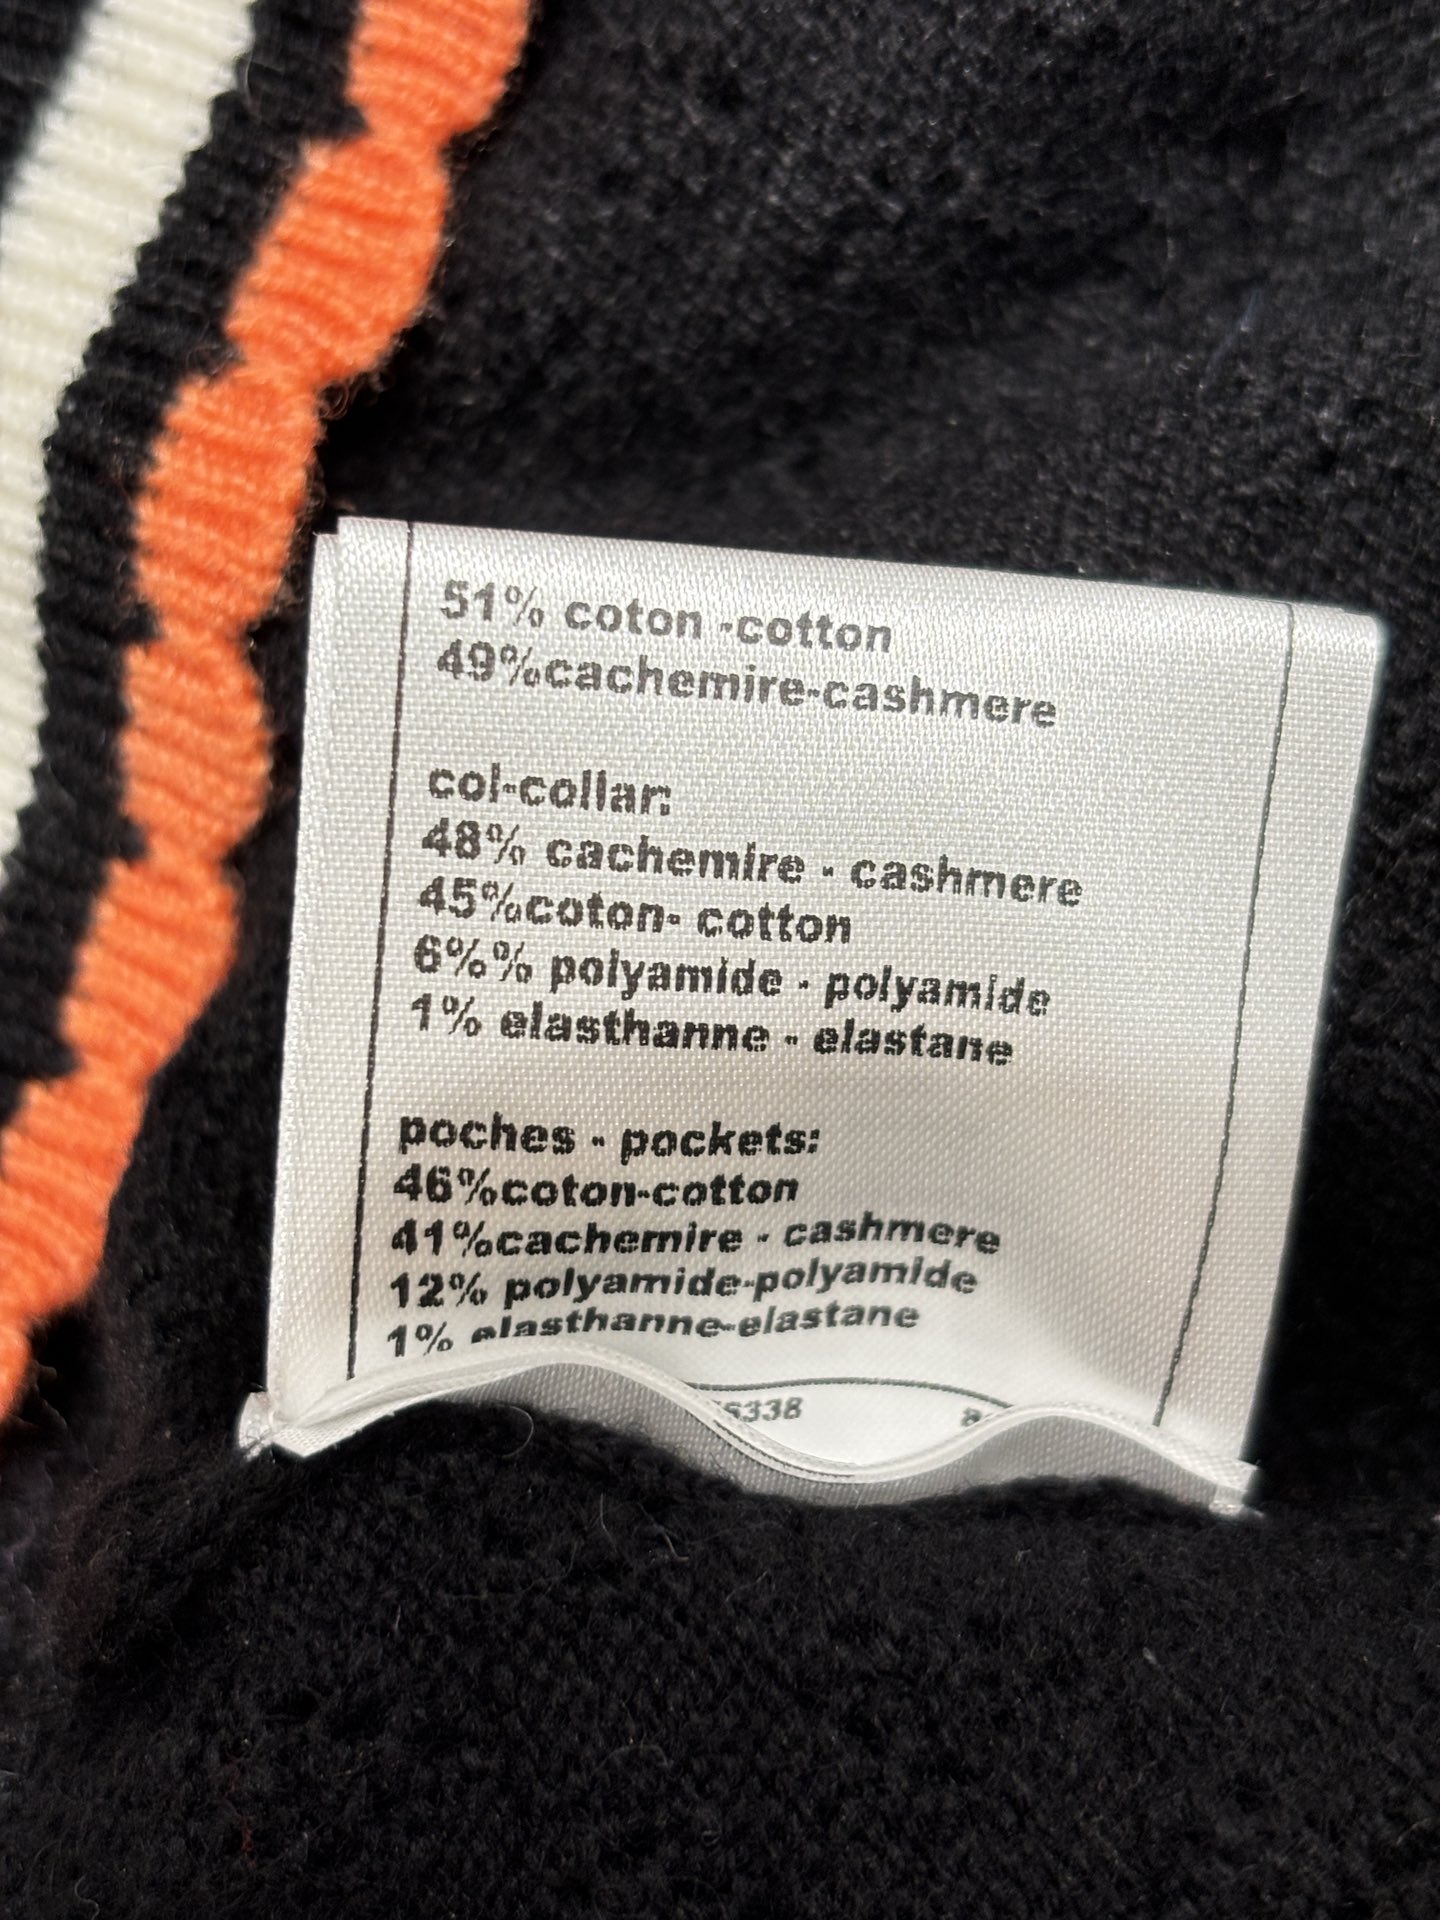 51% coton -cotton
49%cachemire-cashmere
col-collar:
48% cachemire - cashmere
45%coton- cotton
6%% polyamide - polyamide
1% elasthanne - elastane
poches - pockets:
46%coton-cotton
41%cachemire - cashmere
12% polyamide-polyamide
1% elasthanne-elastane